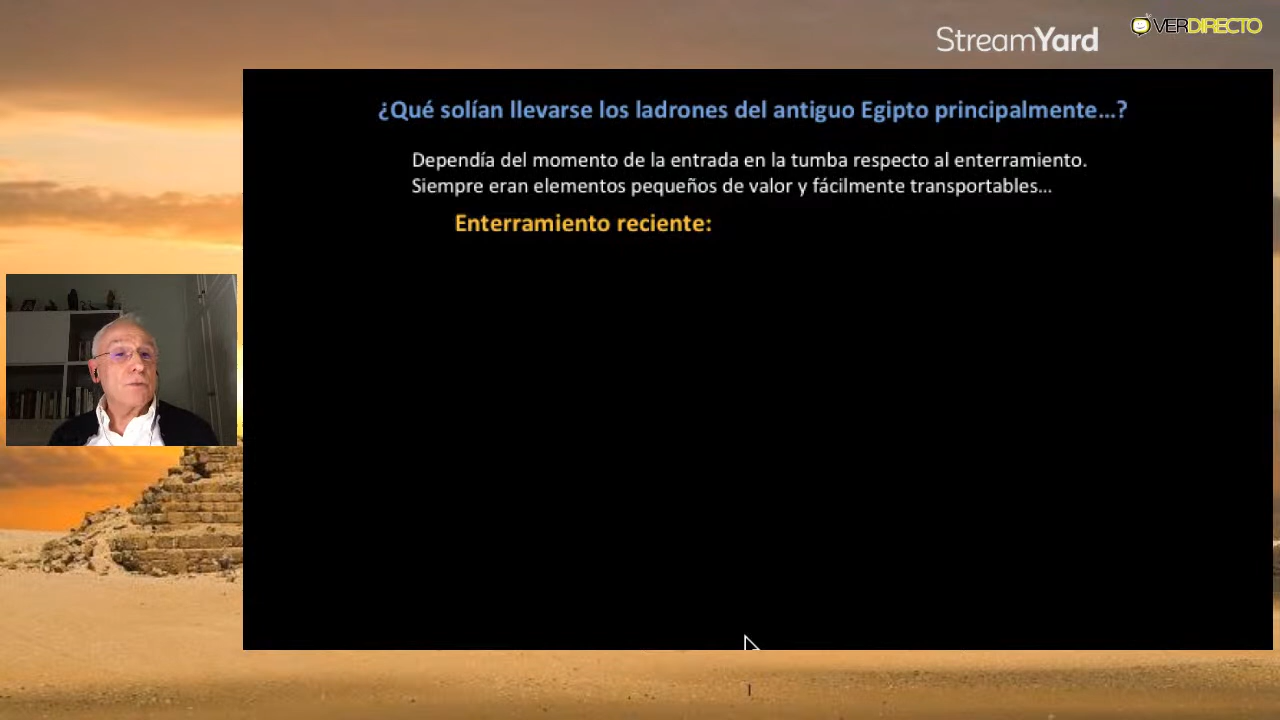 StreamYard
VERDIRECTO
¿Qué solían llevarse los ladrones del antiguo Egipto principalmente...?
Dependía del momento de la entrada en la tumba respecto al enterramiento.
Siempre eran elementos pequeños de valor y fácilmente transportables...
Enterramiento reciente: